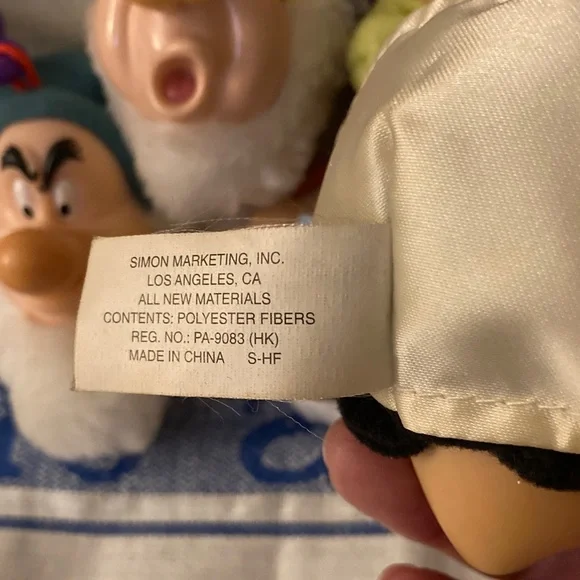 SIMON MARKETING, INC.
LOS ANGELES, CA
ALL NEW MATERIALS
CONTENTS: POLYESTER FIBERS
REG. NO.: PA-9083 (HK)
MADE IN CHINA S-HF